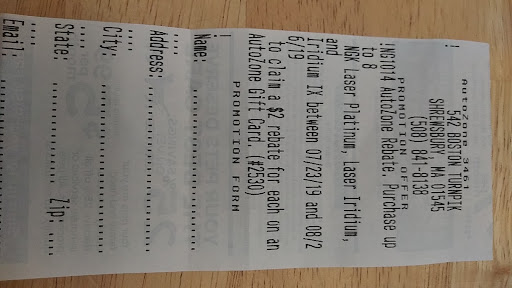 AutoZone 3461
542 BOSTON TURNPIK
SHREWSBURY MA 01545
(508) 841-8136
PROMOTION OFFER
!NG1014 AutoZone Rebate. Purchase up
to 8
NGK Laser Platinum, Laser Iridium,
and
Iridium IX between 07/23/19 and 08/2
6/19
to claim a $2 rebate for each on an
AutoZone Gift Card. (#2530)
PROMOTION FORM
Name:
Address:
City:
State: Zip:
Email: